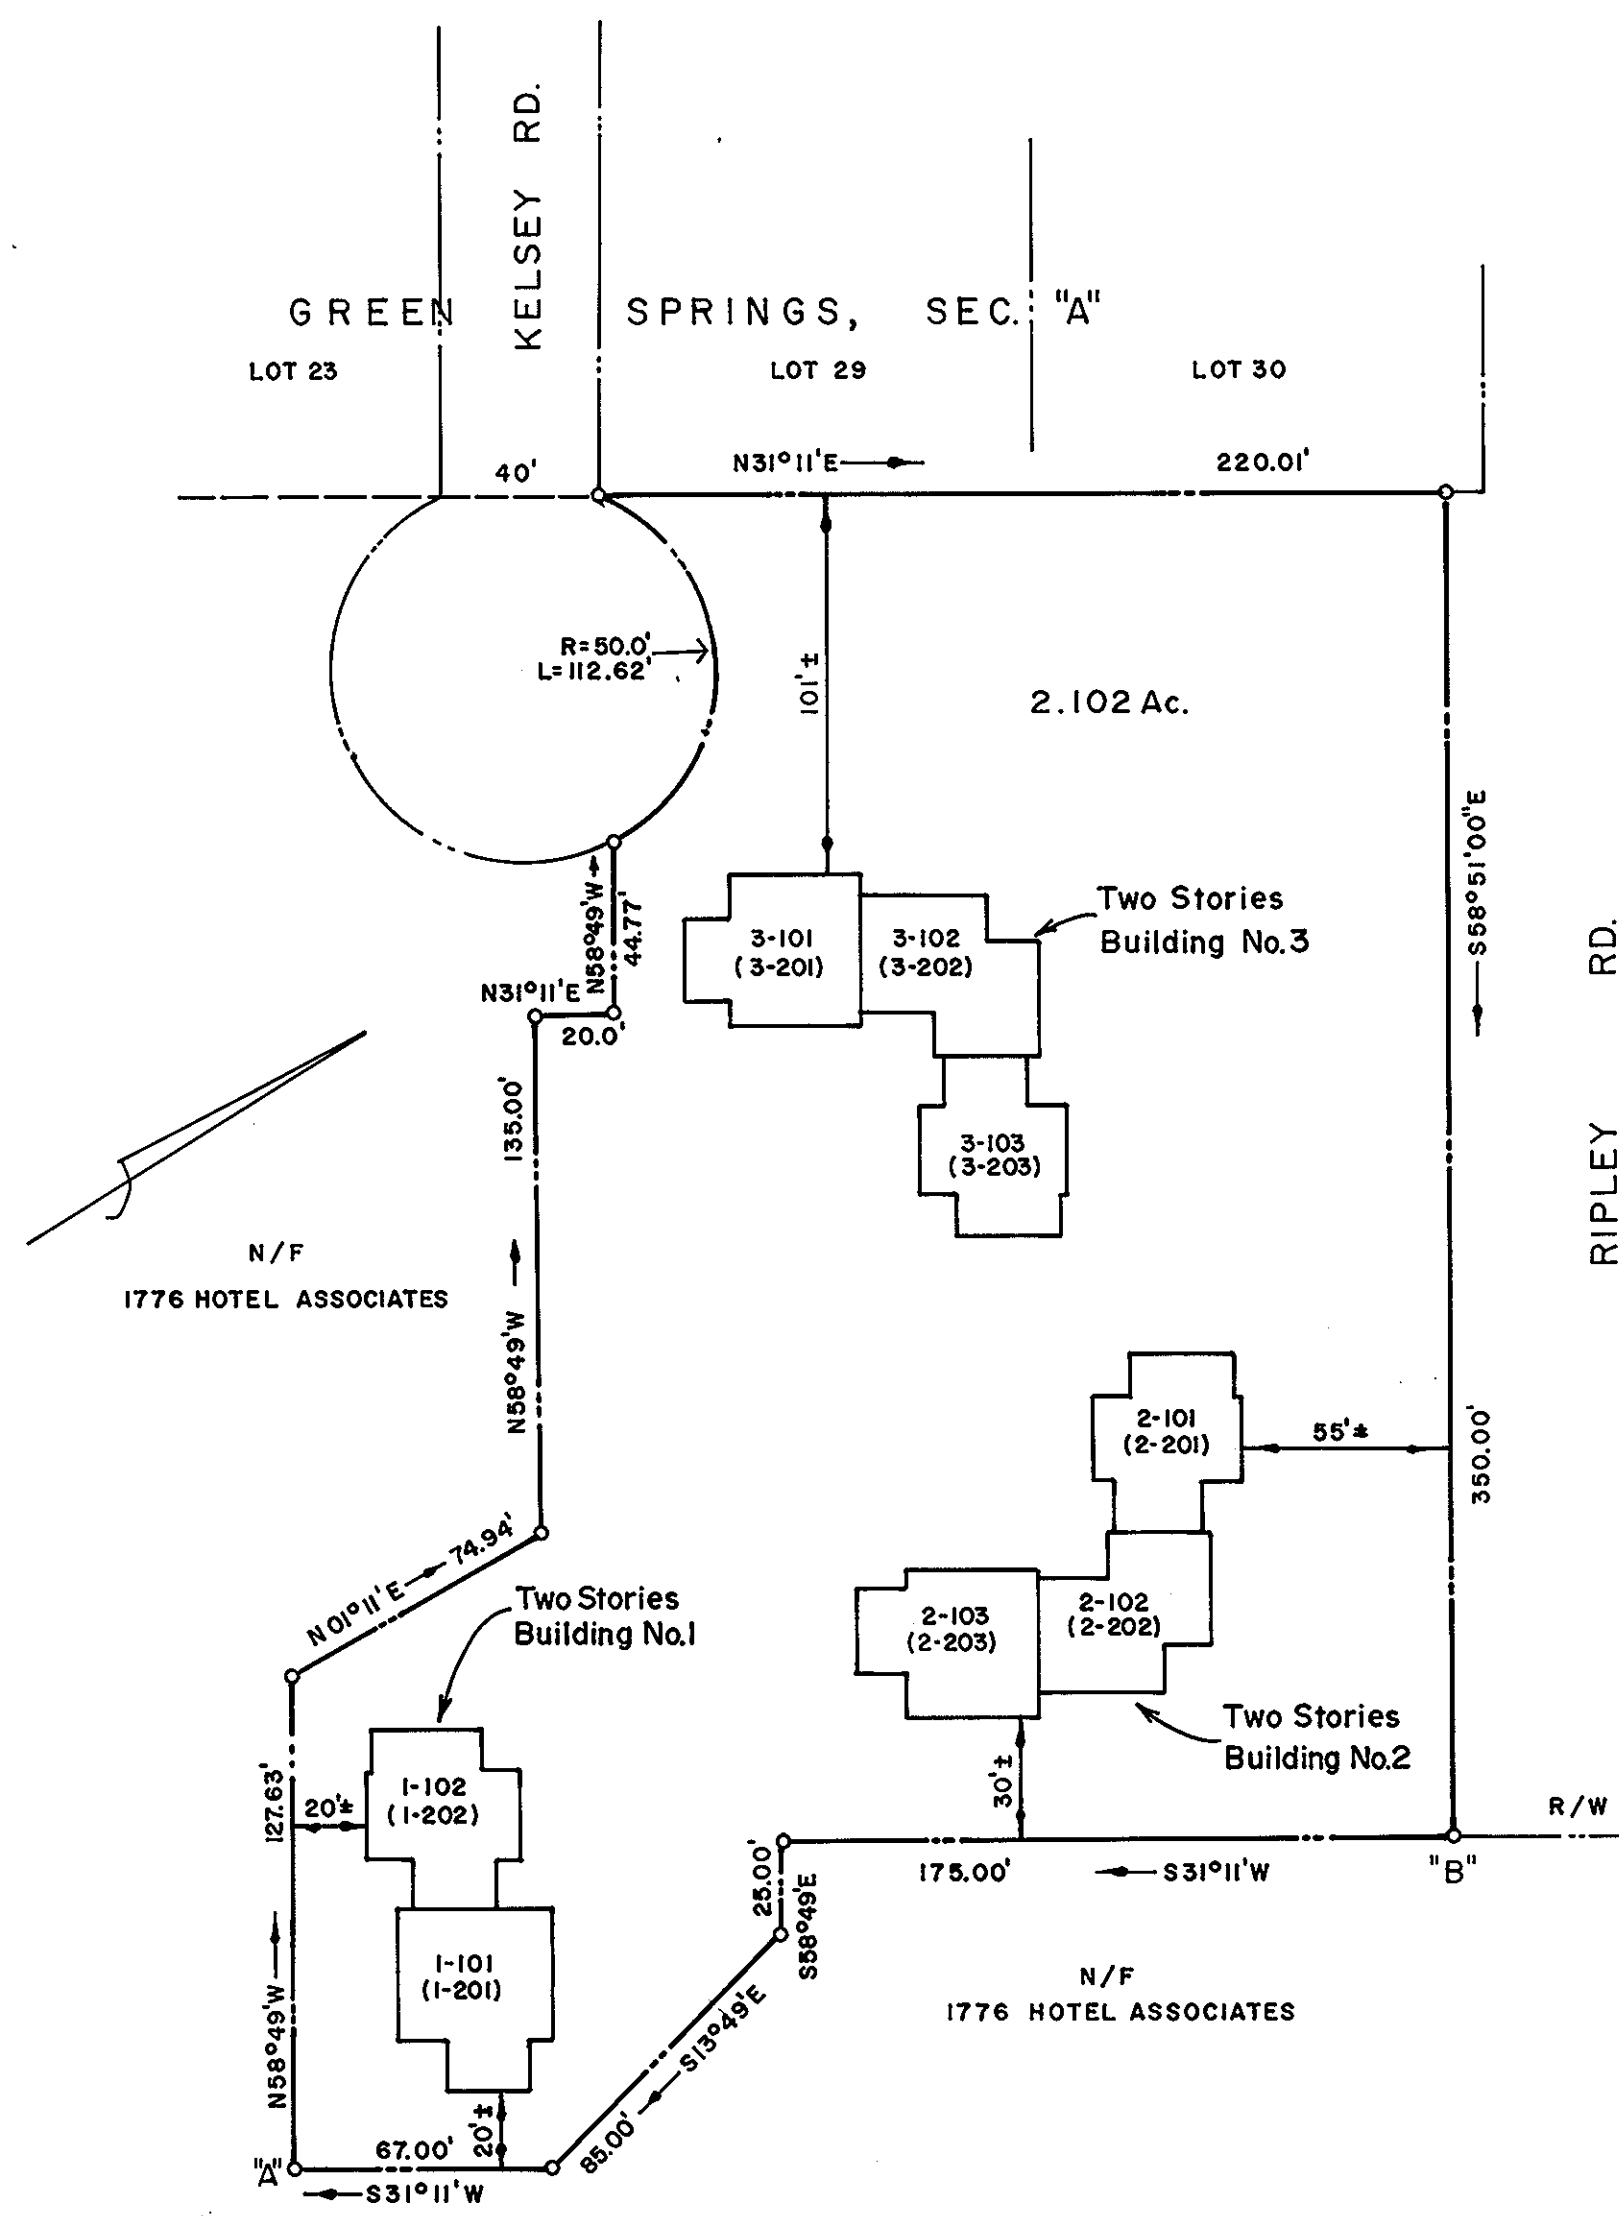 KELSEY RD.
GREEN SPRINGS, SEC. "A"
LOT 23
LOT 29
LOT 30
40'
N31°11'E
220.01'
R=50.0'
L=112.62'
101'±
2.102 Ac.
S58°51'00"E
350.00'
RIPLEY RD.
N58°49'W
44.77'
N31°11'E
20.0'
Two Stories
Building No.3
3-101
(3-201)
3-102
(3-202)
3-103
(3-203)
135.00'
N58°49'W
N/F
1776 HOTEL ASSOCIATES
2-101
(2-201)
55'±
2-102
(2-202)
2-103
(2-203)
Two Stories
Building No.2
30'±
N01°11'E
74.94'
Two Stories
Building No.1
1-102
(1-202)
20'±
127.63'
1-101
(1-201)
N58°49'W
20'±
67.00'
"A"
S31°11'W
85.00'
S13°49'E
25.00'
S58°49'E
175.00'
S31°11'W
"B"
R/W
N/F
1776 HOTEL ASSOCIATES